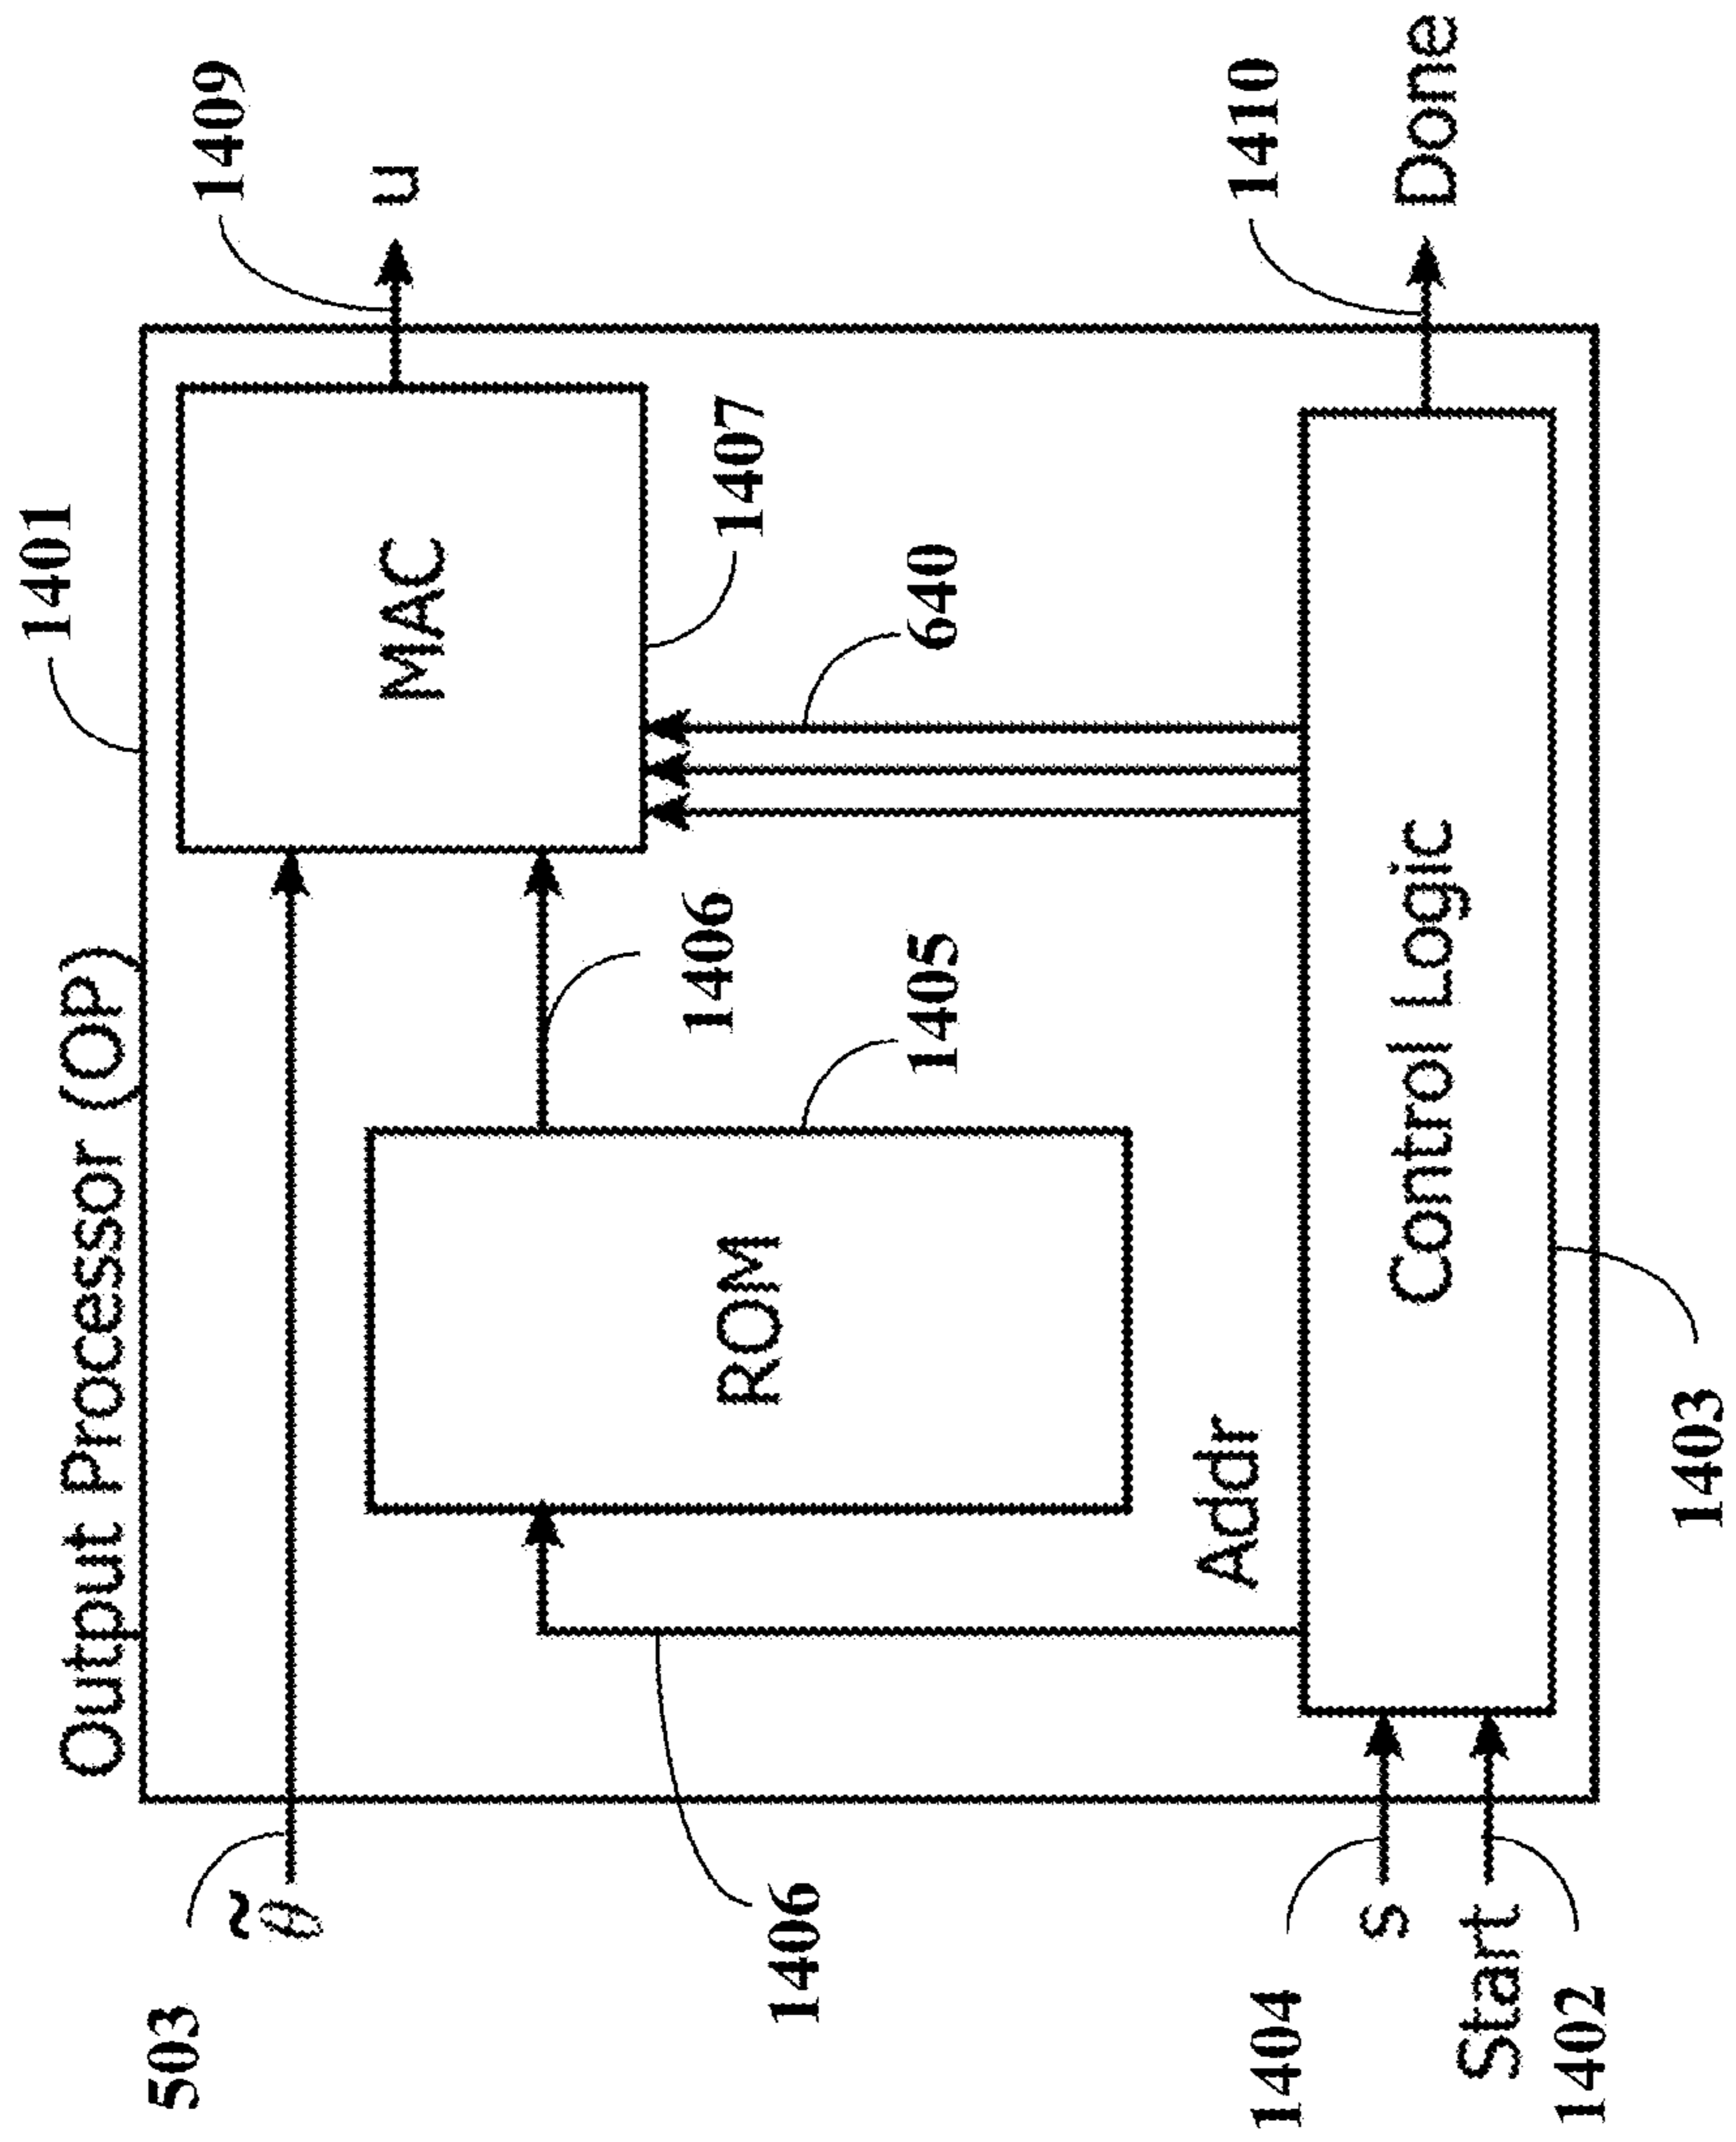 1401
Output Processor (OP)
503
θ̃
MAC
1409
u
1407
1406
ROM
640
1405
1406
Addr
1404
s
Start
1402
Control Logic
1403
1410
Done